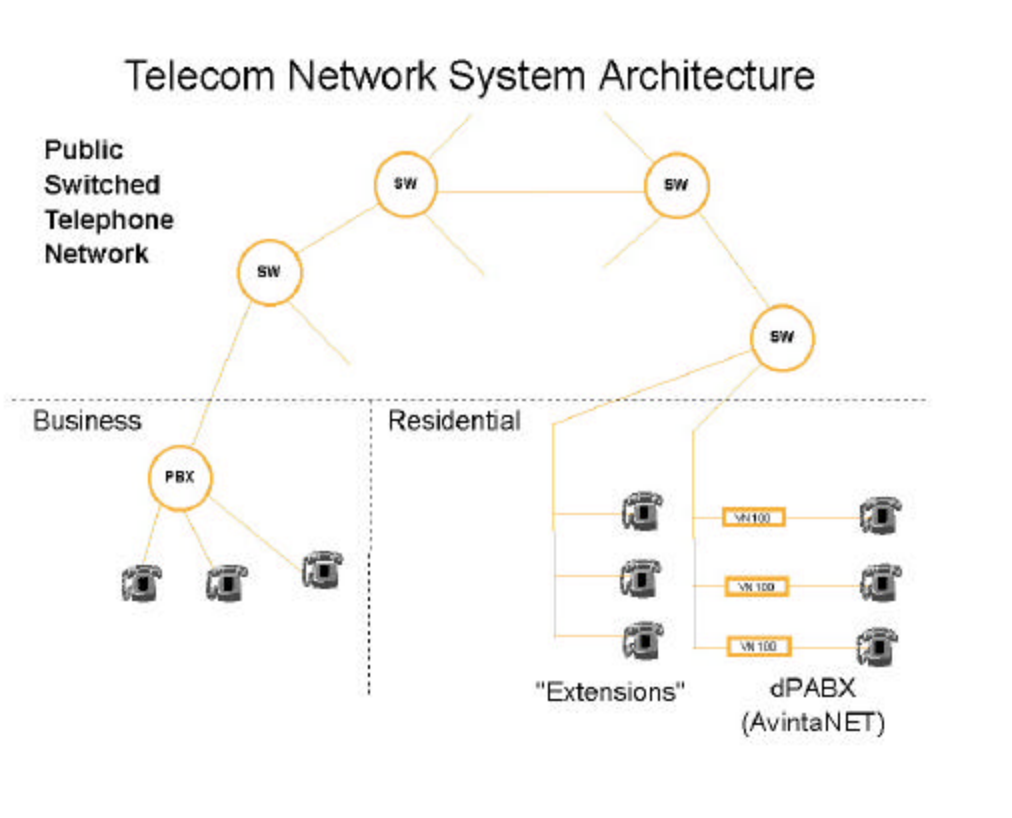 Telecom Network System Architecture
Public
Switched
Telephone
Network
SW
SW
SW
SW
Business
Residential
PBX
VN100
VN100
VN100
"Extensions"
dPABX
(AvintaNET)